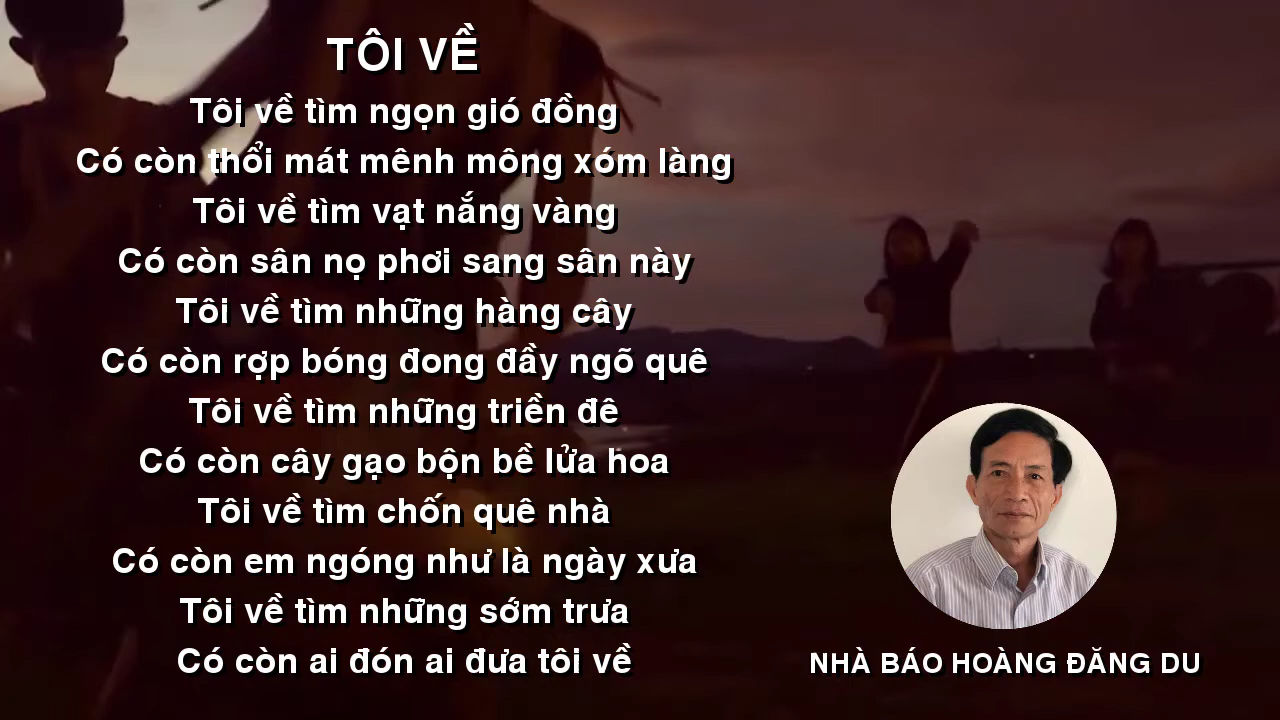 TÔI VỀ
Tôi về tìm ngọn gió đồng
Có còn thổi mát mênh mông xóm làng
Tôi về tìm vạt nắng vàng
Có còn sân nọ phơi sang sân này
Tôi về tìm những hàng cây
Có còn rợp bóng đong đầy ngõ quê
Tôi về tìm những triền đê
Có còn cây gạo bộn bề lửa hoa
Tôi về tìm chốn quê nhà
Có còn em ngóng như là ngày xưa
Tôi về tìm những sớm trưa
Có còn ai đón ai đưa tôi về
NHÀ BÁO HOÀNG ĐĂNG DU